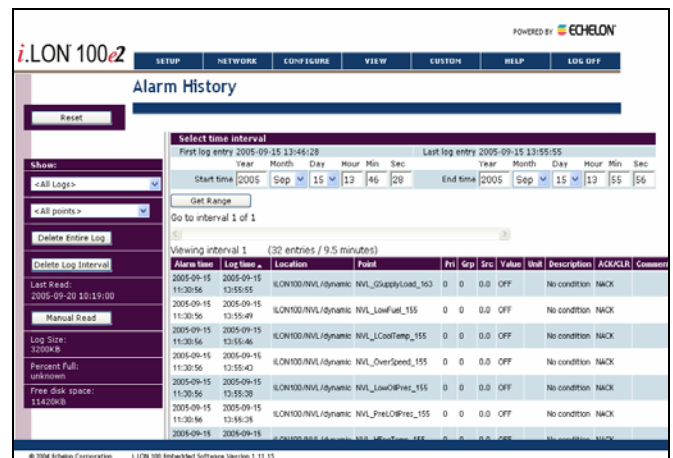 POWERED BY ECHELON
i.LON 100e2
SETUP NETWORK CONFIGURE VIEW CUSTOM HELP LOG OFF
Alarm History
Reset
Select time interval
First log entry 2005-09-15 13:46:28 Last log entry 2005-09-15 13:55:55
Year Month Day Hour Min Sec Year Month Day Hour Min Sec
Start time 2005 Sep 15 13 46 28 End time 2005 Sep 15 13 55 56
Get Range
Go to interval 1 of 1
Viewing interval 1 (32 entries / 9.5 minutes)
Show:
<All Logs>
<All points>
Delete Entire Log
Delete Log Interval
Last Read:
2005-09-20 10:19:00
Manual Read
Log Size:
3200KB
Percent Full:
unknown
Free disk space:
11420KB
Alarm time Log time Location Point Pri Grp Src Value Unit Description ACK/CLR Commen
2005-09-15 2005-09-15
11:30:56 13:55:55 iLON100/NVL/dynamic NVL_GSupplyLoad_163 0 0 0.0 OFF No condition NACK
2005-09-15 2005-09-15
11:30:56 13:55:49 iLON100/NVL/dynamic NVL_LowFuel_155 0 0 0.0 OFF No condition NACK
2005-09-15 2005-09-15
11:30:56 13:55:46 iLON100/NVL/dynamic NVL_LCoolTemp_155 0 0 0.0 OFF No condition NACK
2005-09-15 2005-09-15
11:30:56 13:55:43 iLON100/NVL/dynamic NVL_OverSpeed_155 0 0 0.0 OFF No condition NACK
2005-09-15 2005-09-15
11:30:56 13:55:38 iLON100/NVL/dynamic NVL_LowOilPres_155 0 0 0.0 OFF No condition NACK
2005-09-15 2005-09-15
11:30:56 13:55:35 iLON100/NVL/dynamic NVL_PreLOilPres_155 0 0 0.0 OFF No condition NACK
2005-09-15 2005-09-15
© 2004 Echelon Corporation i.LON 100 Embedded Software Version 1.11.15